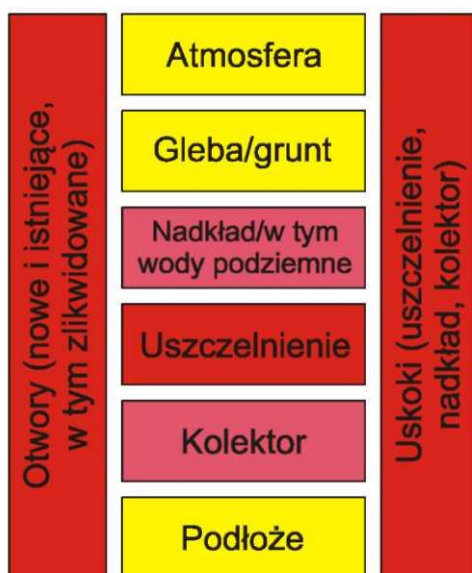 Otwory (nowe i istniejące,
w tym zlikwidowane)
Atmosfera
Gleba/grunt
Nadkład/w tym
wody podziemne
Uszczelnienie
Kolektor
Podłoże
Uskoki (uszczelnienie,
nadkład, kolektor)